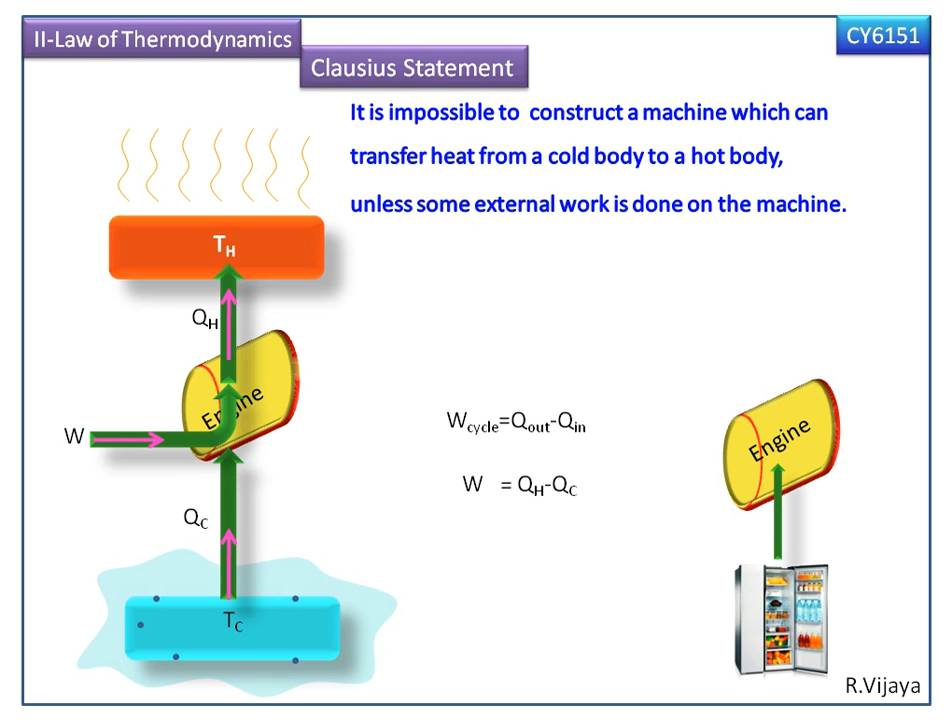 II-Law of Thermodynamics
CY6151
Clausius Statement
It is impossible to construct a machine which can
transfer heat from a cold body to a hot body,
unless some external work is done on the machine.
TH
QH
Engine
W
Wcycle=Qout-Qin
W = QH-QC
Engine
QC
TC
R.Vijaya